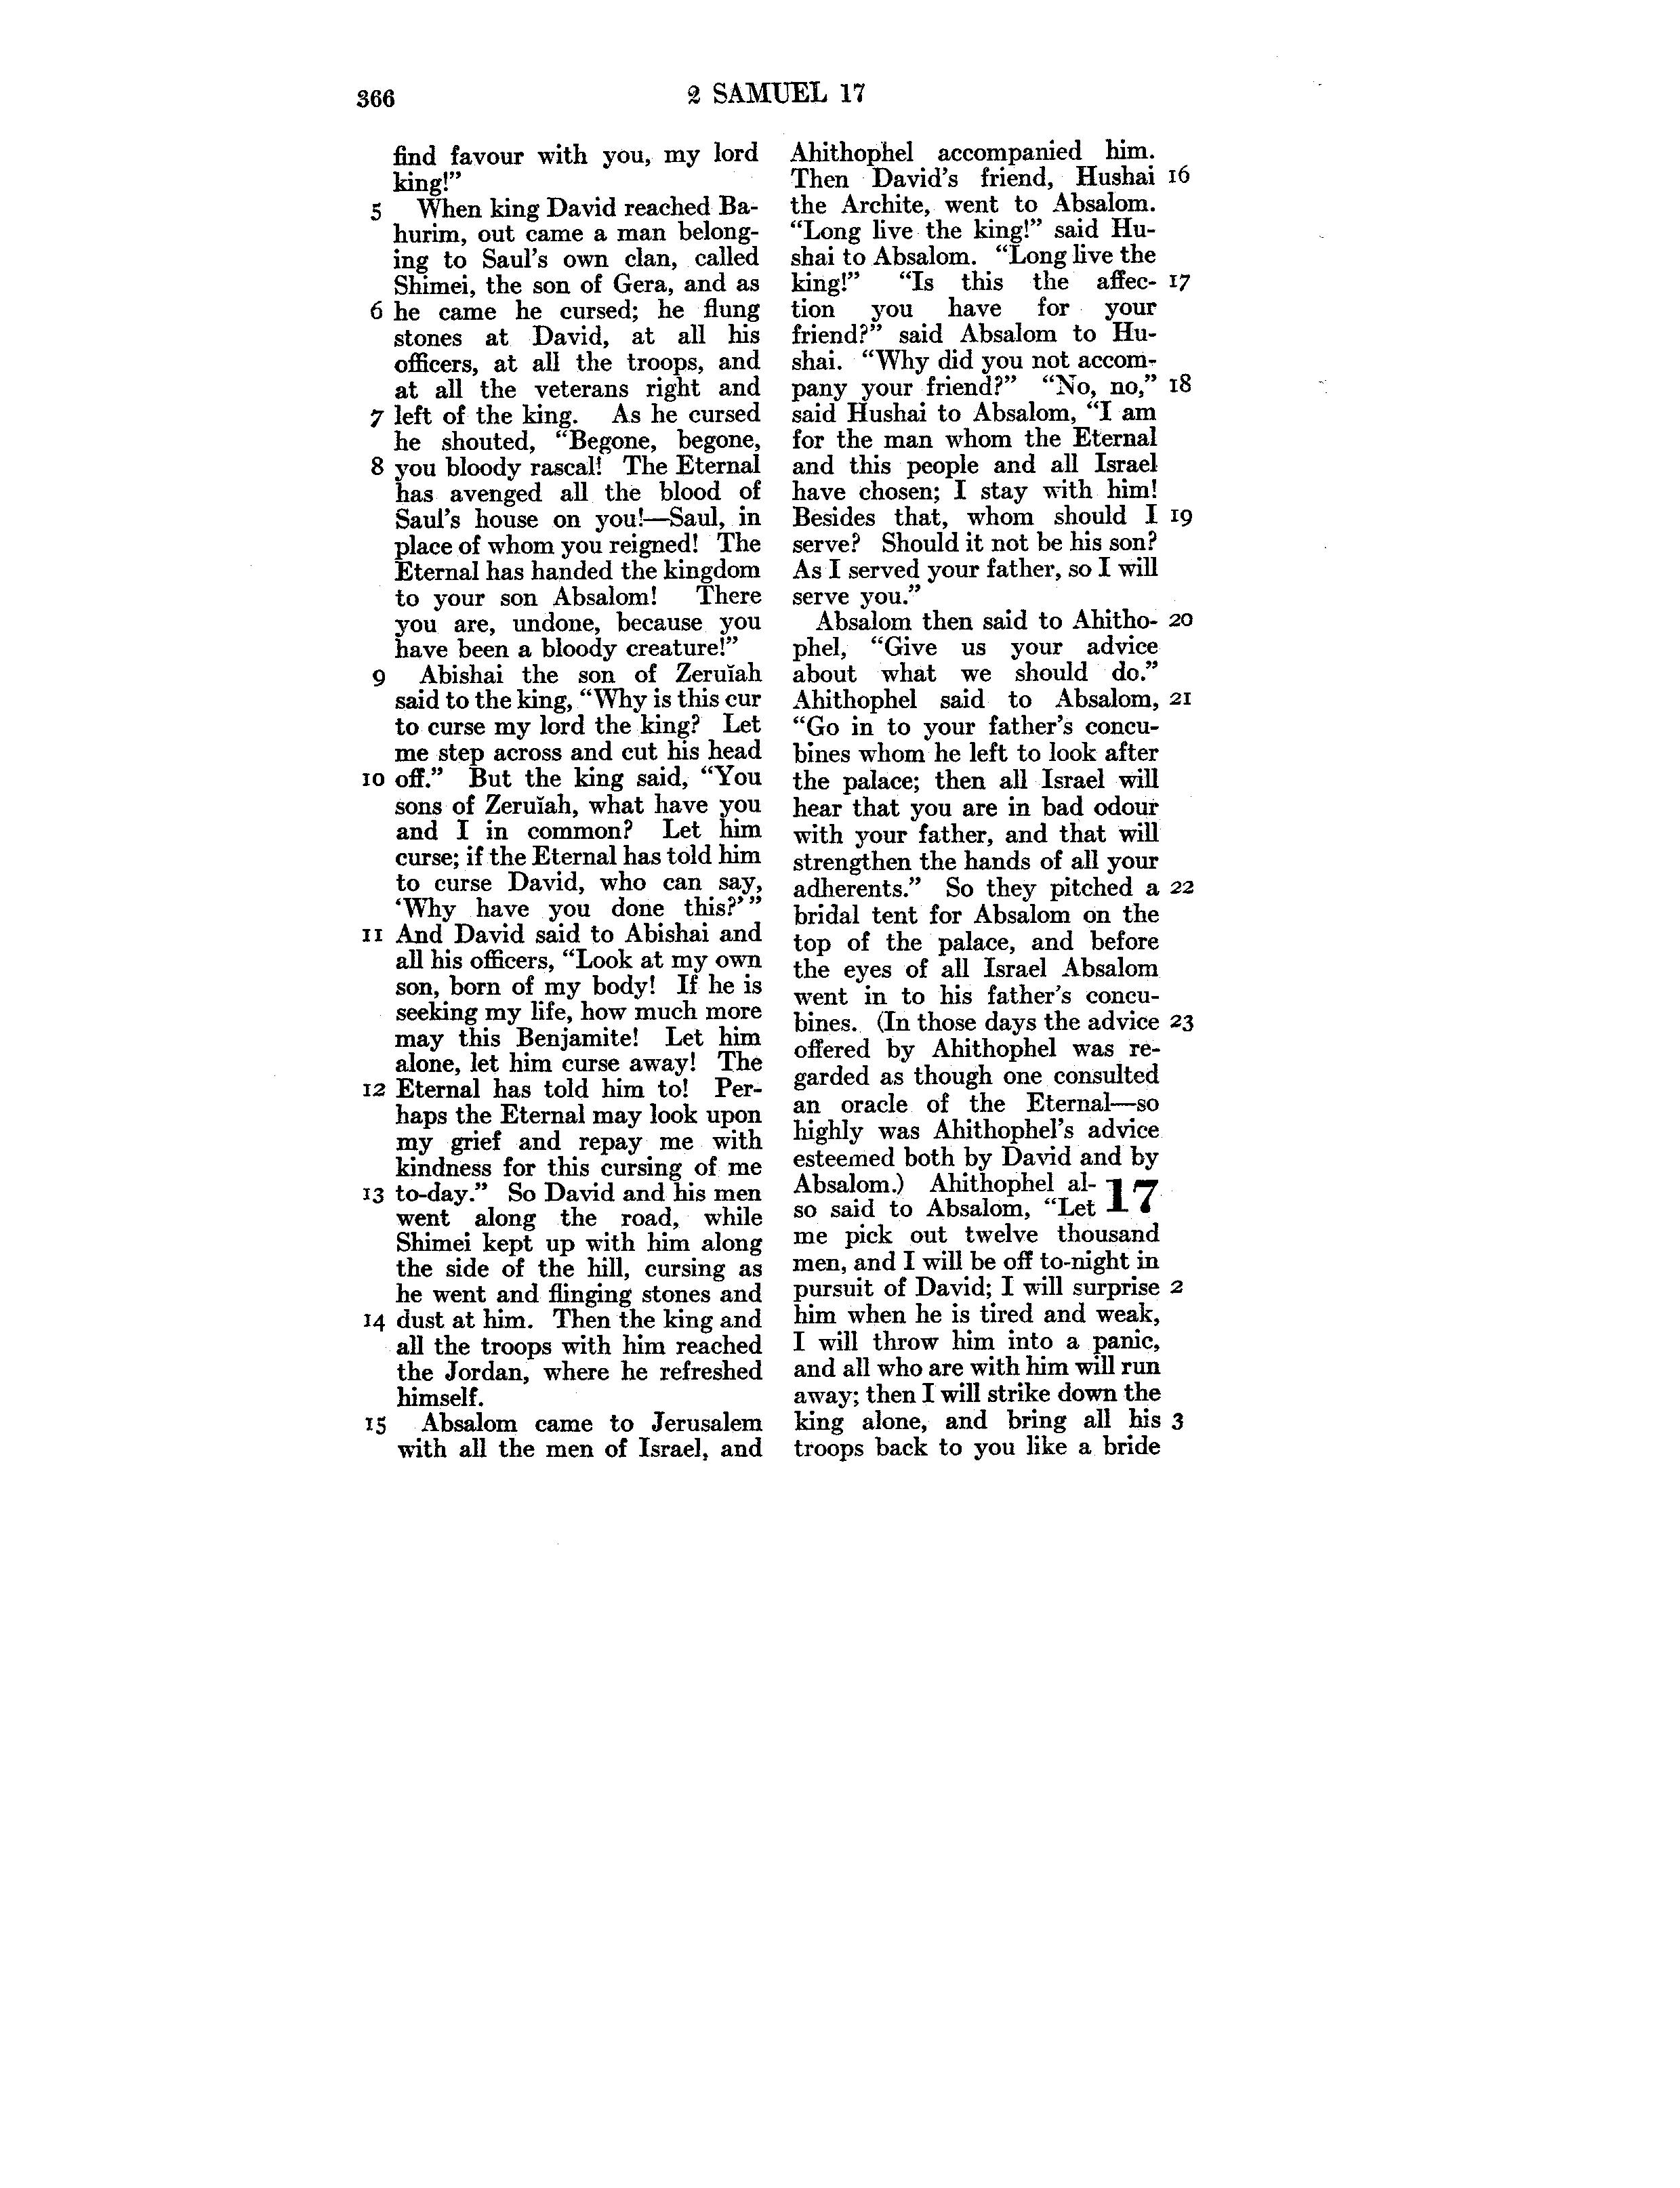 366
2 SAMUEL 17
find favour with you, my lord
king!”
5 When king David reached Ba-
hurim, out came a man belong-
ing to Saul’s own clan, called
Shimei, the son of Gera, and as
6 he came he cursed; he flung
stones at David, at all his
officers, at all the troops, and
at all the veterans right and
7 left of the king. As he cursed
he shouted, “Begone, begone,
8 you bloody rascal! The Eternal
has avenged all the blood of
Saul’s house on you!—Saul, in
place of whom you reigned! The
Eternal has handed the kingdom
to your son Absalom! There
you are, undone, because you
have been a bloody creature!”
9 Abishai the son of Zeruïah
said to the king, “Why is this cur
to curse my lord the king? Let
me step across and cut his head
10 off.” But the king said, “You
sons of Zeruïah, what have you
and I in common? Let him
curse; if the Eternal has told him
to curse David, who can say,
‘Why have you done this?’”
11 And David said to Abishai and
all his officers, “Look at my own
son, born of my body! If he is
seeking my life, how much more
may this Benjamite! Let him
alone, let him curse away! The
12 Eternal has told him to! Per-
haps the Eternal may look upon
my grief and repay me with
kindness for this cursing of me
13 to-day.” So David and his men
went along the road, while
Shimei kept up with him along
the side of the hill, cursing as
he went and flinging stones and
14 dust at him. Then the king and
all the troops with him reached
the Jordan, where he refreshed
himself.
15 Absalom came to Jerusalem
with all the men of Israel, and
Ahithophel accompanied him.
Then David’s friend, Hushai 16
the Archite, went to Absalom.
“Long live the king!” said Hu-
shai to Absalom. “Long live the
king!” “Is this the affec- 17
tion you have for your
friend?” said Absalom to Hu-
shai. “Why did you not accom-
pany your friend?” “No, no,” 18
said Hushai to Absalom, “I am
for the man whom the Eternal
and this people and all Israel
have chosen; I stay with him!
Besides that, whom should I 19
serve? Should it not be his son?
As I served your father, so I will
serve you.”
Absalom then said to Ahitho- 20
phel, “Give us your advice
about what we should do.”
Ahithophel said to Absalom, 21
“Go in to your father’s concu-
bines whom he left to look after
the palace; then all Israel will
hear that you are in bad odour
with your father, and that will
strengthen the hands of all your
adherents.” So they pitched a 22
bridal tent for Absalom on the
top of the palace, and before
the eyes of all Israel Absalom
went in to his father’s concu-
bines. (In those days the advice 23
offered by Ahithophel was re-
garded as though one consulted
an oracle of the Eternal—so
highly was Ahithophel’s advice
esteemed both by David and by
Absalom.) Ahithophel al- 17
so said to Absalom, “Let
me pick out twelve thousand
men, and I will be off to-night in
pursuit of David; I will surprise 2
him when he is tired and weak,
I will throw him into a panic,
and all who are with him will run
away; then I will strike down the
king alone, and bring all his 3
troops back to you like a bride